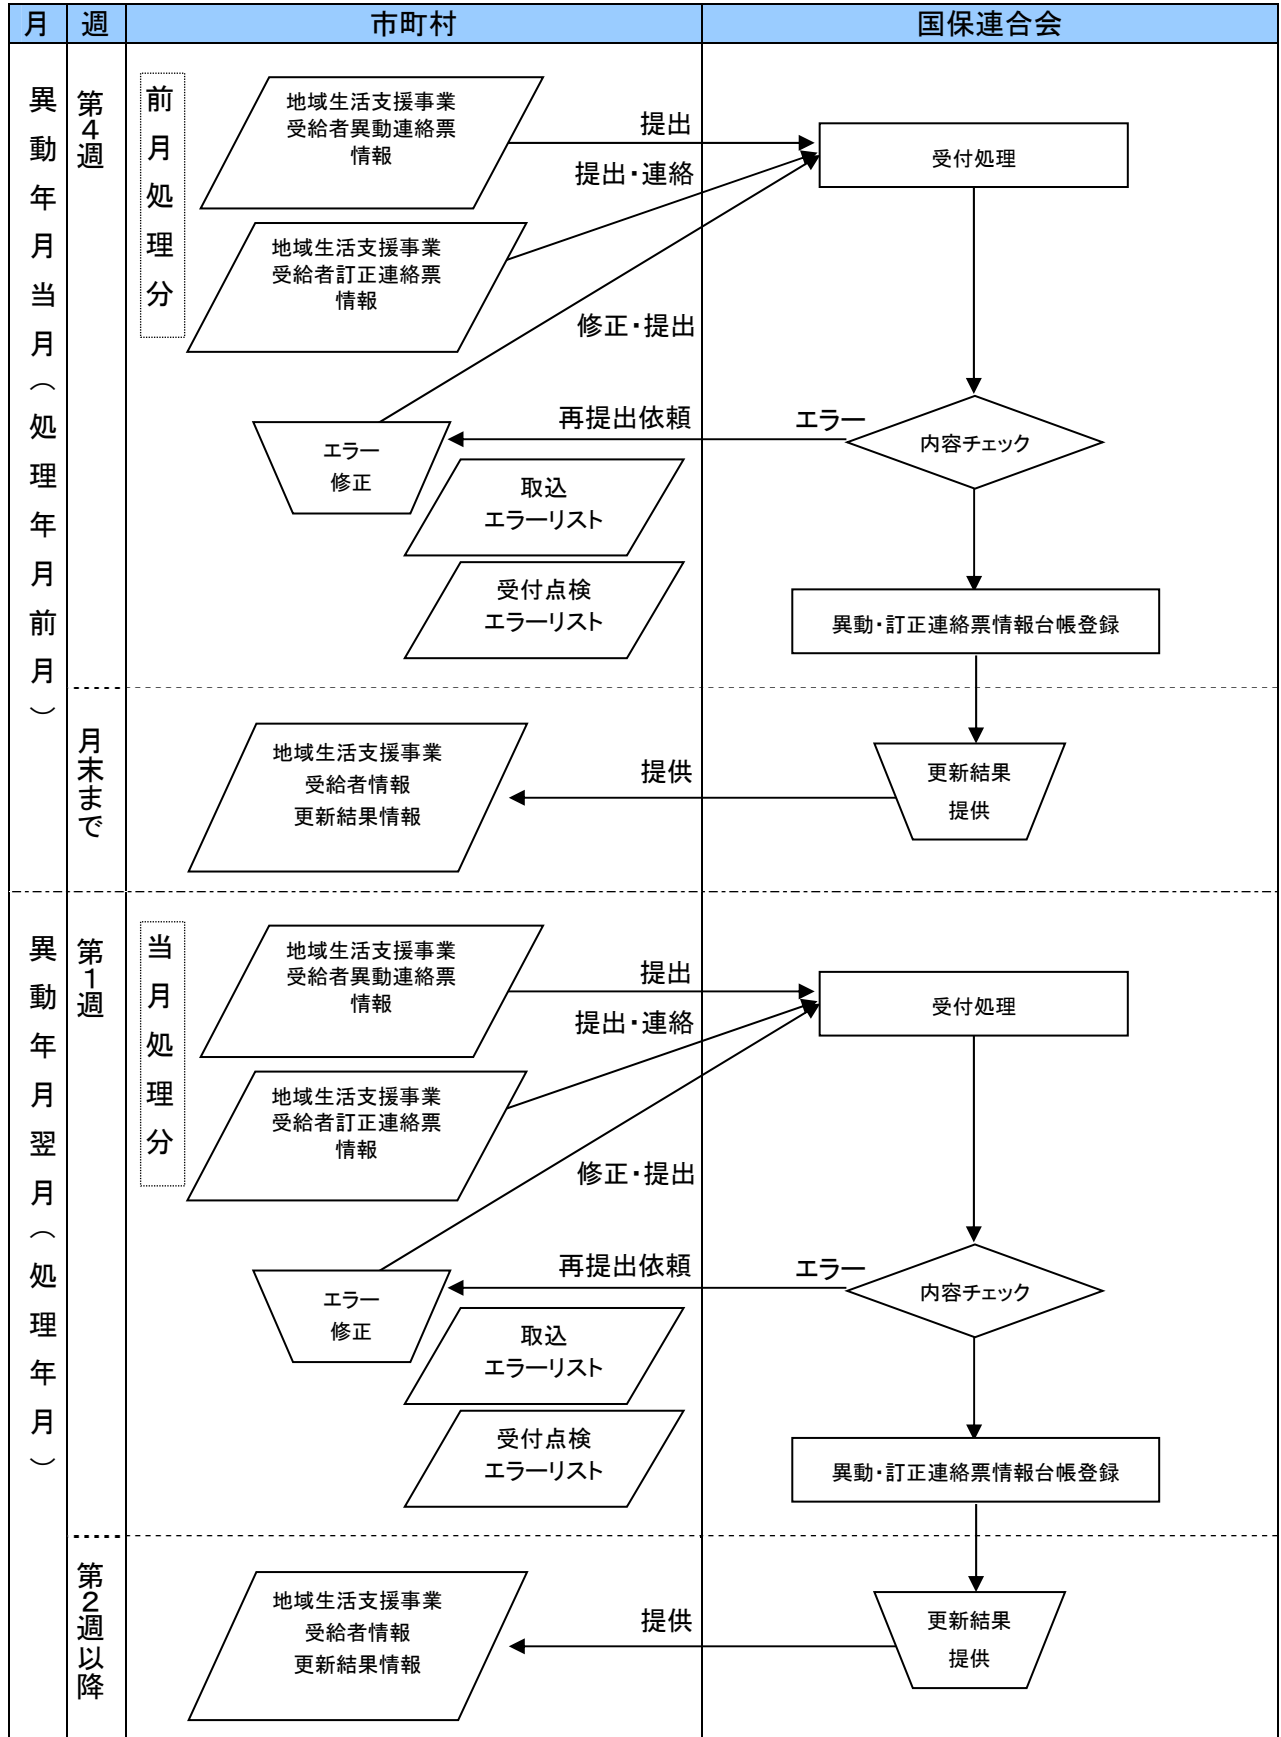 月 週 市町村 国保連合会
異動年月当月（処理年月前月）
第4週
前月処理分
地域生活支援事業
受給者異動連絡票
情報
提出
受付処理
提出・連絡
地域生活支援事業
受給者訂正連絡票
情報
修正・提出
再提出依頼
エラー
内容チェック
エラー
修正
取込
エラーリスト
受付点検
エラーリスト
異動・訂正連絡票情報台帳登録
月末まで
地域生活支援事業
受給者情報
更新結果情報
提供
更新結果
提供
異動年月翌月（処理年月）
第1週
当月処理分
地域生活支援事業
受給者異動連絡票
情報
提出
受付処理
提出・連絡
地域生活支援事業
受給者訂正連絡票
情報
修正・提出
再提出依頼
エラー
内容チェック
エラー
修正
取込
エラーリスト
受付点検
エラーリスト
異動・訂正連絡票情報台帳登録
第2週以降
地域生活支援事業
受給者情報
更新結果情報
提供
更新結果
提供